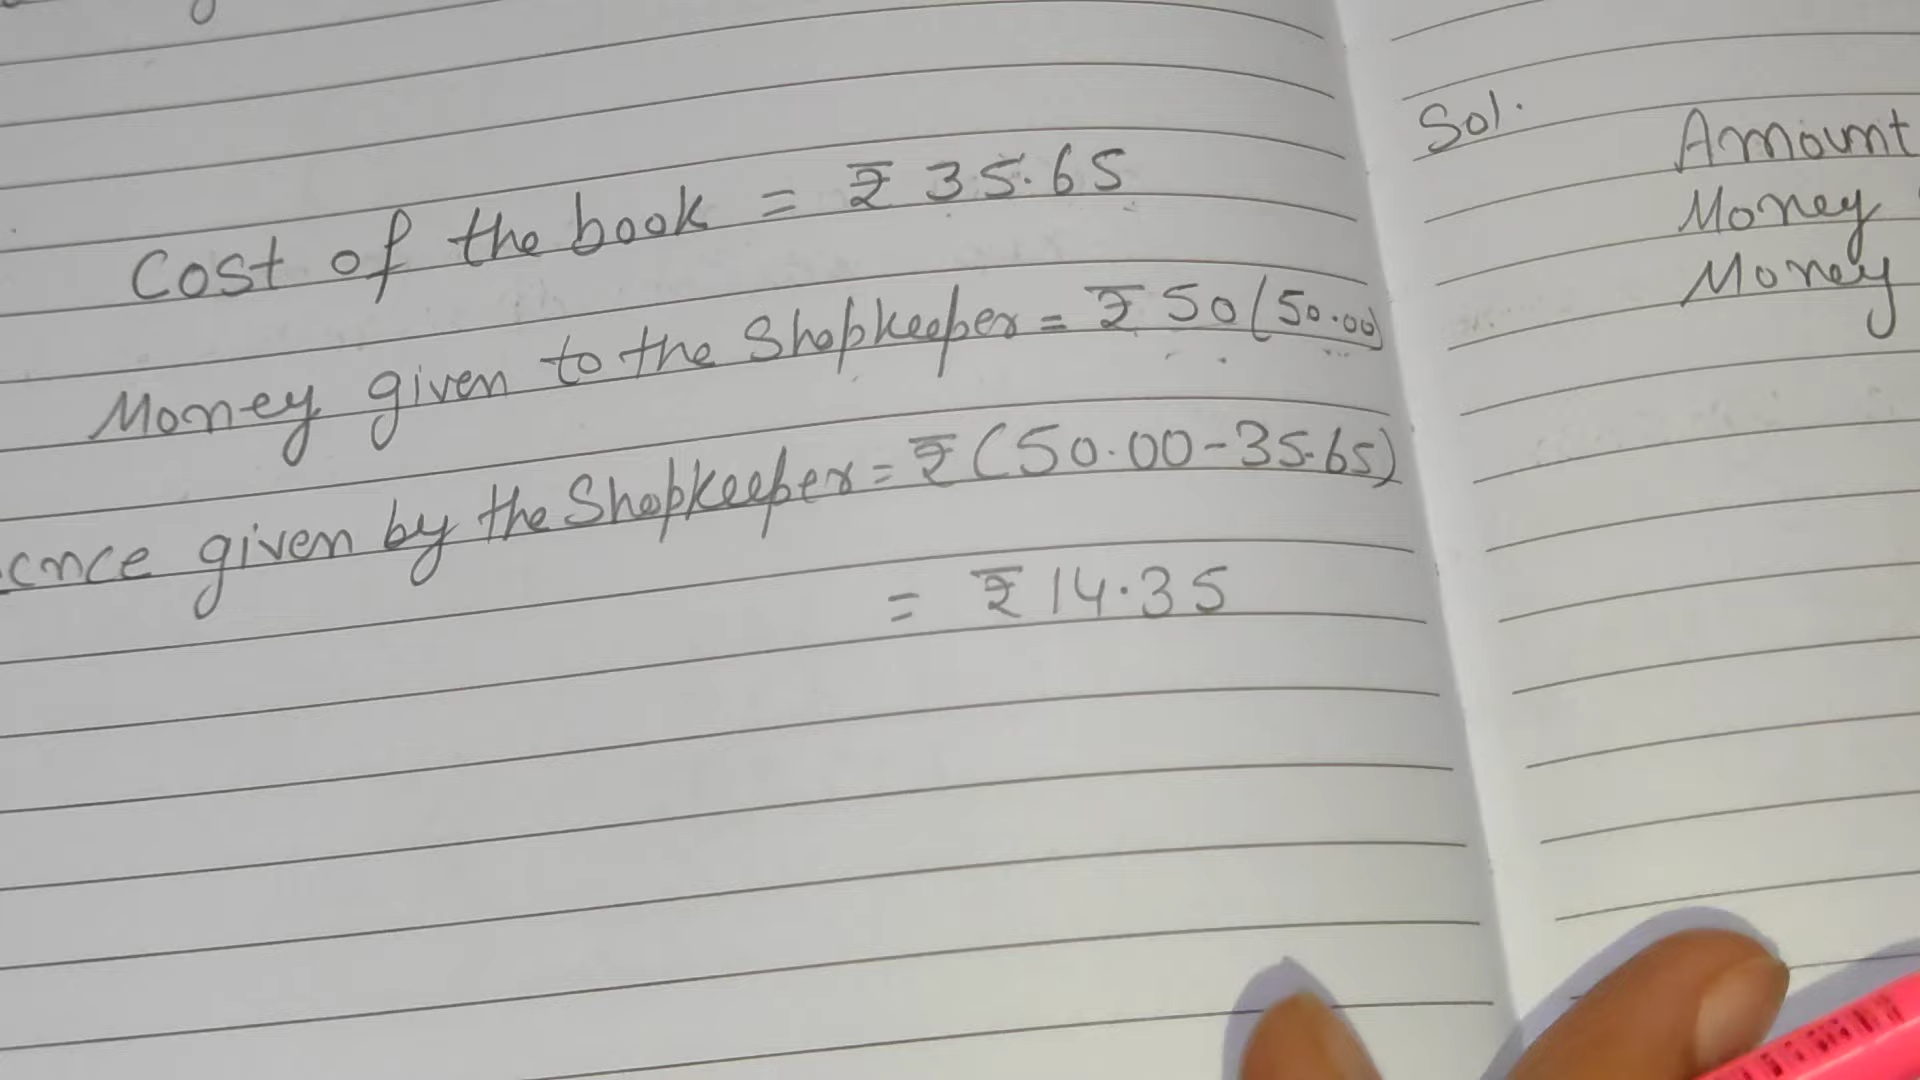 Cost of the book = ₹ 35.65
Money given to the Shopkeeper = ₹ 50 (50.00)
given by the Shopkeeper = ₹ (50.00-35.65)
= ₹ 14.35
Sol.
Amount
Money
Money